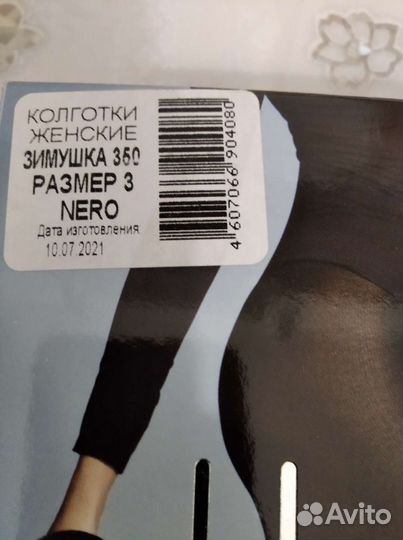 КОЛГОТКИ
ЖЕНСКИЕ
ЗИМУШКА 350
РАЗМЕР 3
NERO
Дата изготовления
10.07.2021
4607066904080
Avito